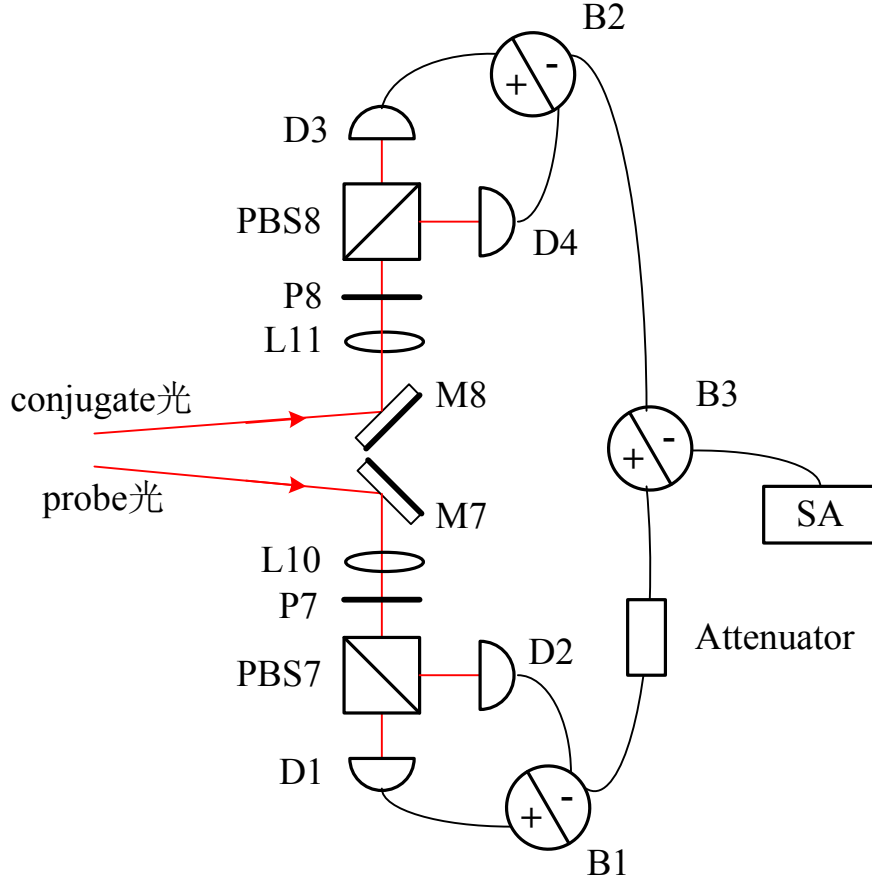 B2
+
-
D3
PBS8
D4
P8
L11
conjugate光
M8
B3
+
-
probe光
M7
SA
L10
P7
Attenuator
PBS7
D2
D1
+
-
B1